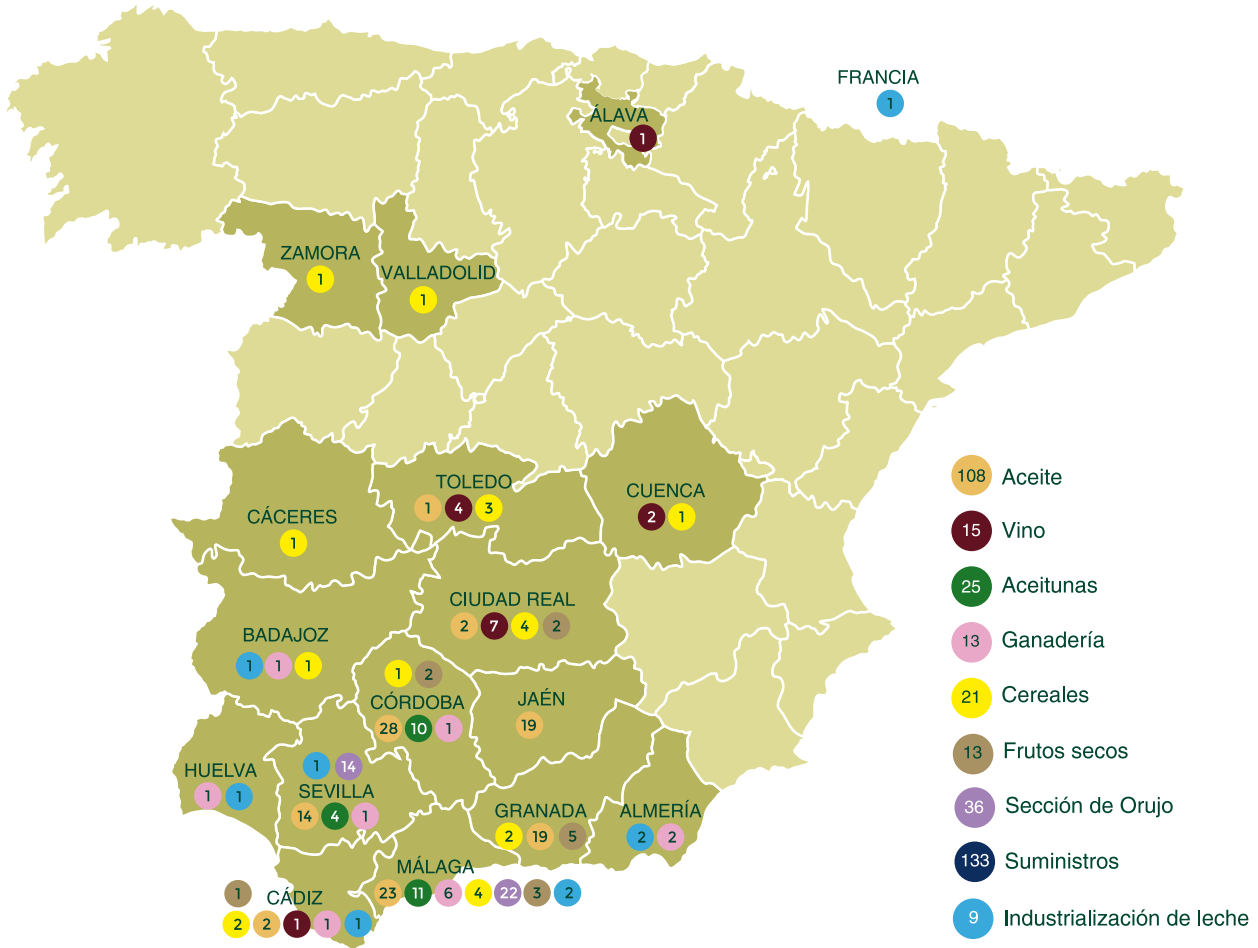 FRANCIA
1
ÁLAVA
1
ZAMORA
1
VALLADOLID
1
TOLEDO
1 4 3
CUENCA
2 1
CÁCERES
1
CIUDAD REAL
2 7 4 2
BADAJOZ
1 1 1
1 2
CÓRDOBA
28 10 1
JAÉN
19
HUELVA
1 1
1 14
SEVILLA
14 4 1
GRANADA
2 19 5
ALMERÍA
2 2
MÁLAGA
23 11 6 4 22 3 2
1
CÁDIZ
2 2 1 1 1
108 Aceite
15 Vino
25 Aceitunas
13 Ganadería
21 Cereales
13 Frutos secos
36 Sección de Orujo
133 Suministros
9 Industrialización de leche